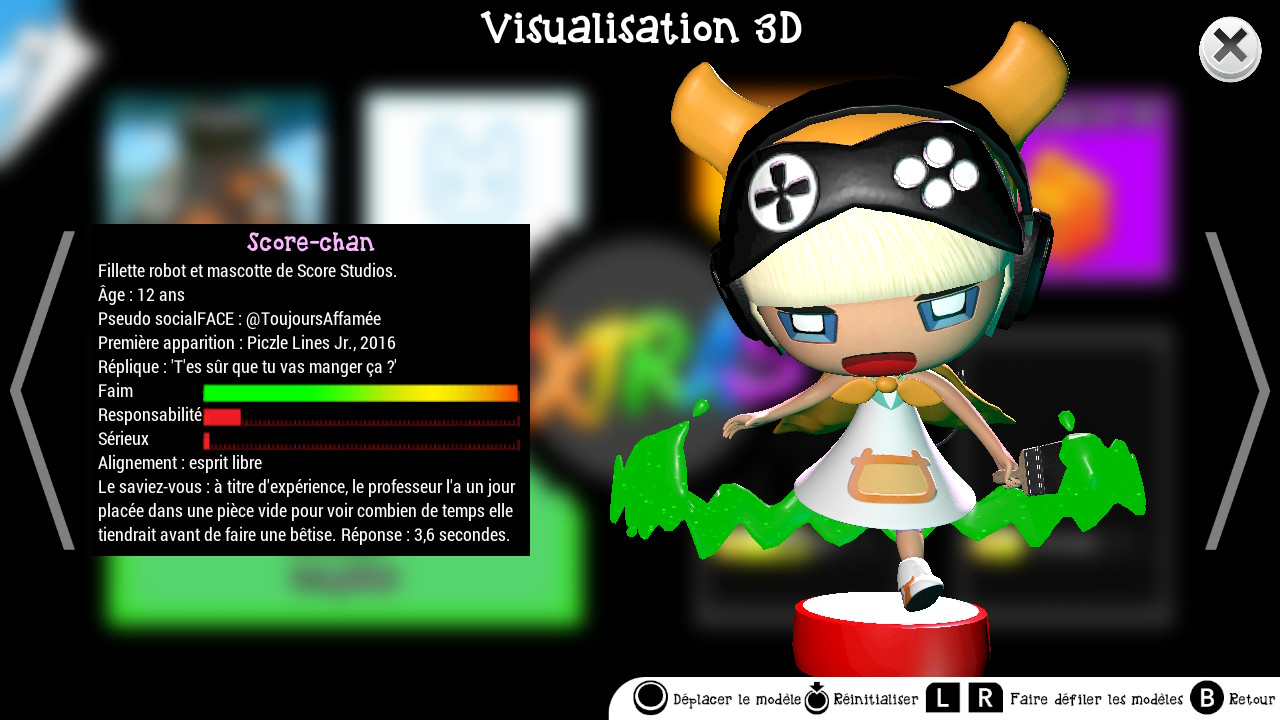 Visualisation 3D
Score-chan
Fillette robot et mascotte de Score Studios.
Âge : 12 ans
Pseudo socialFACE : @ToujoursAffamée
Première apparition : Piczle Lines Jr., 2016
Réplique : 'T'es sûr que tu vas manger ça ?'
Faim
Responsabilité
Sérieux
Alignement : esprit libre
Le saviez-vous : à titre d'expérience, le professeur l'a un jour
placée dans une pièce vide pour voir combien de temps elle
tiendrait avant de faire une bêtise. Réponse : 3,6 secondes.
Déplacer le modèle Réinitialiser L R Faire défiler les modèles B Retour